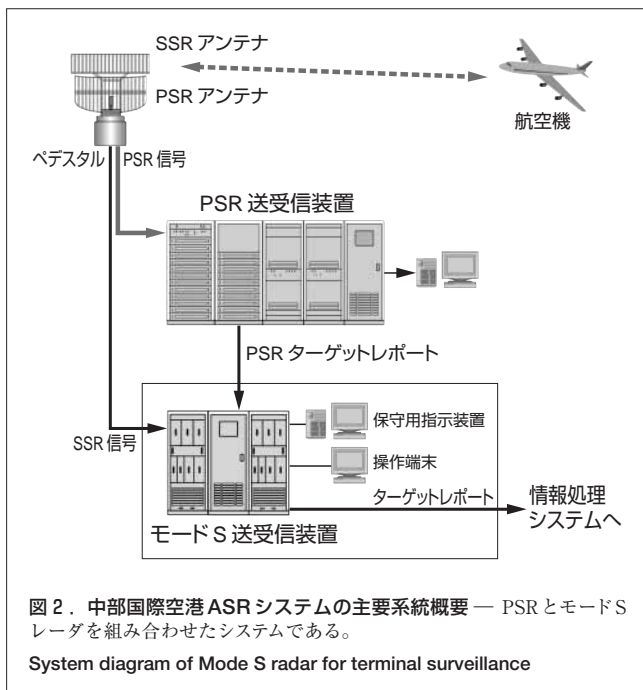 SSR アンテナ
PSR アンテナ
航空機
ペデスタル
PSR 信号
PSR 送受信装置
PSR ターゲットレポート
SSR 信号
保守用指示装置
操作端末
ターゲットレポート
情報処理
システムへ
モード S 送受信装置
図 2．中部国際空港 ASR システムの主要系統概要 — PSRとモードS
レーダを組み合わせたシステムである。
System diagram of Mode S radar for terminal surveillance